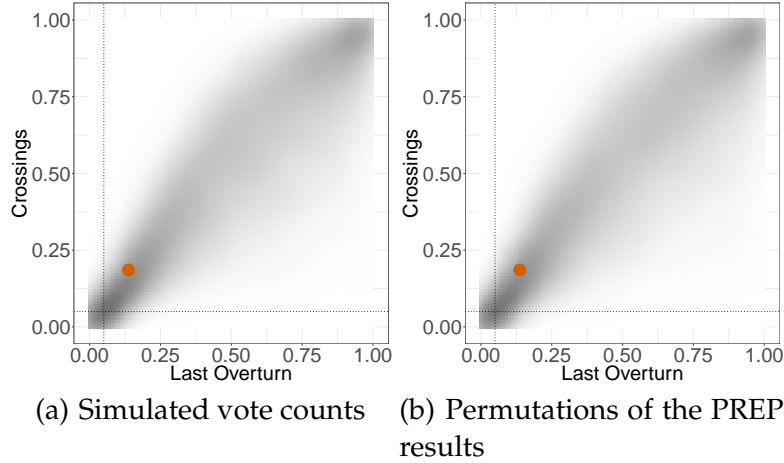 1.00
0.75
0.50
0.25
0.00
Crossings
0.00 0.25 0.50 0.75 1.00
Last Overturn
(a) Simulated vote counts
1.00
0.75
0.50
0.25
0.00
Crossings
0.00 0.25 0.50 0.75 1.00
Last Overturn
(b) Permutations of the PREP
results